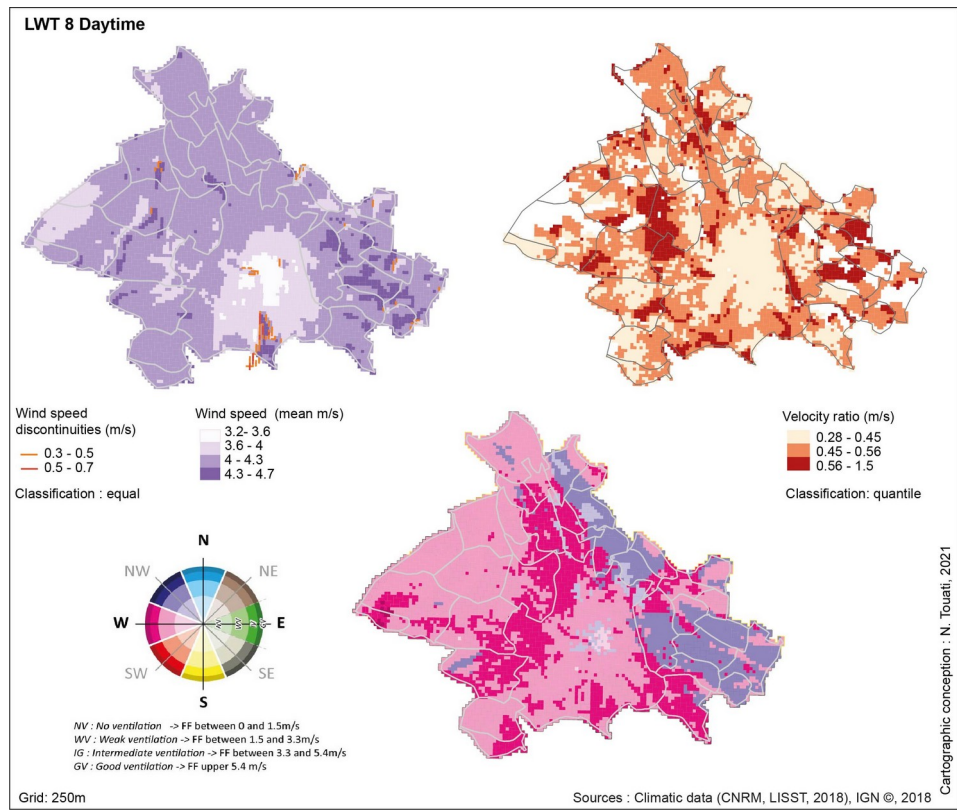 LWT 8 Daytime
Wind speed
discontinuities (m/s)
0.3 - 0.5
0.5 - 0.7
Classification : equal
Wind speed (mean m/s)
3.2- 3.6
3.6 - 4
4 - 4.3
4.3 - 4.7
Velocity ratio (m/s)
0.28 - 0.45
0.45 - 0.56
0.56 - 1.5
Classification: quantile
N
NW
NE
W
E
SW
SE
S
NV : No ventilation -> FF between 0 and 1.5m/s
WV : Weak ventilation -> FF between 1.5 and 3.3m/s
IG : Intermediate ventilation -> FF between 3.3 and 5.4m/s
GV : Good ventilation -> FF upper 5.4 m/s
Grid: 250m
Sources : Climatic data (CNRM, LISST, 2018), IGN ©, 2018
Cartographic conception : N. Touati, 2021